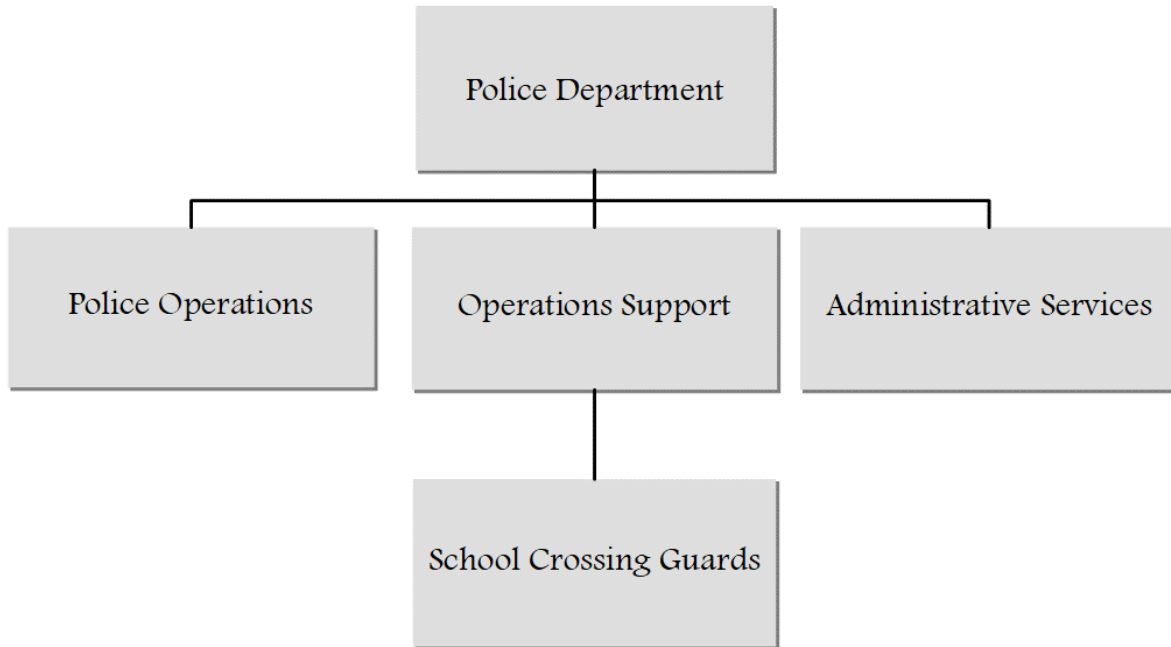 Police Department
Police Operations
Operations Support
Administrative Services
School Crossing Guards